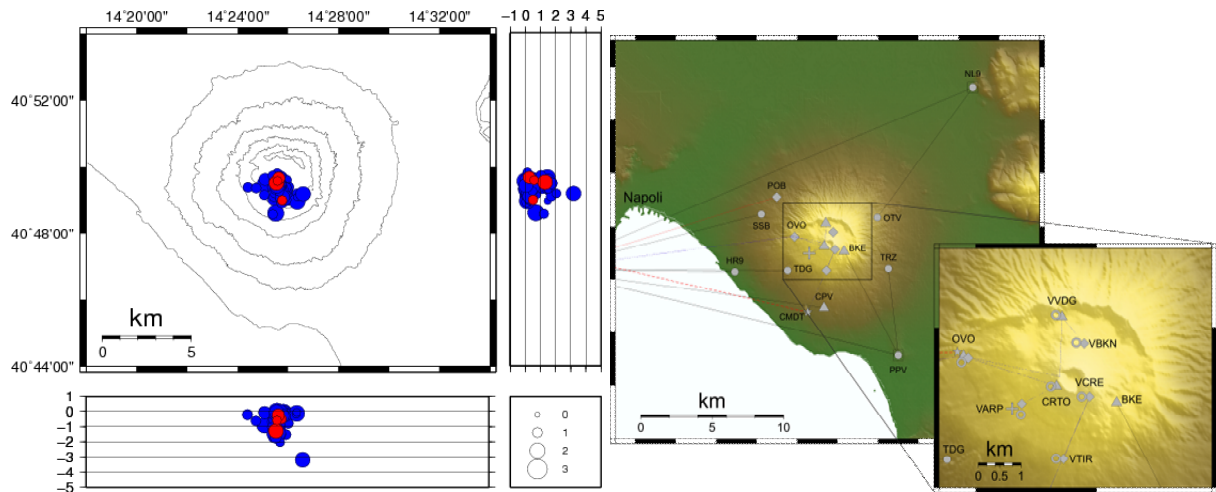 14°20'00" 14°24'00" 14°28'00" 14°32'00"
−1 0 1 2 3 4 5
40°52'00"
40°48'00"
40°44'00"
km
0 5
1
0
−1
−2
−3
−4
−5
0
1
2
3
NL9
POB
Napoli
SSB
OVO
OTV
BKE
HR9
TDG
TRZ
CPV
CMDT
PPV
km
0 5 10
VVDG
OVO
VBKN
VCRE
CRTO
BKE
VARP
km
TDG
0 0.5 1
VTIR